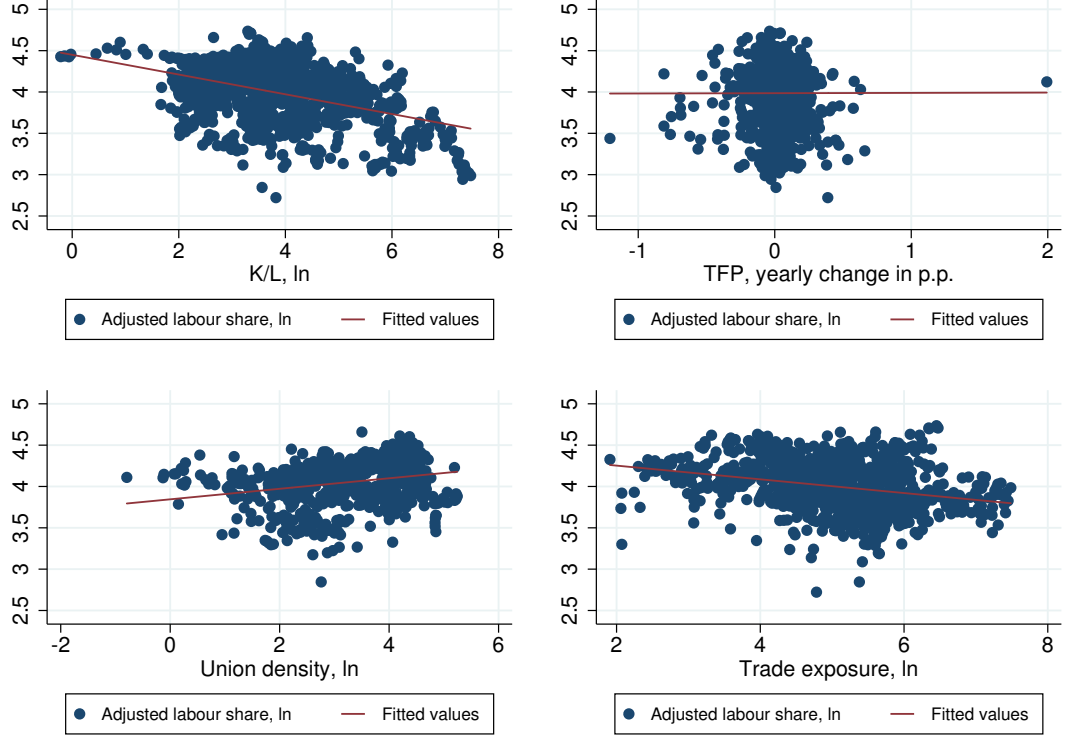 5
4.5
4
3.5
3
2.5
0 2 4 6 8
K/L, ln
Adjusted labour share, ln Fitted values
5
4.5
4
3.5
3
2.5
-1 0 1 2
TFP, yearly change in p.p.
Adjusted labour share, ln Fitted values
5
4.5
4
3.5
3
2.5
-2 0 2 4 6
Union density, ln
Adjusted labour share, ln Fitted values
5
4.5
4
3.5
3
2.5
2 4 6 8
Trade exposure, ln
Adjusted labour share, ln Fitted values